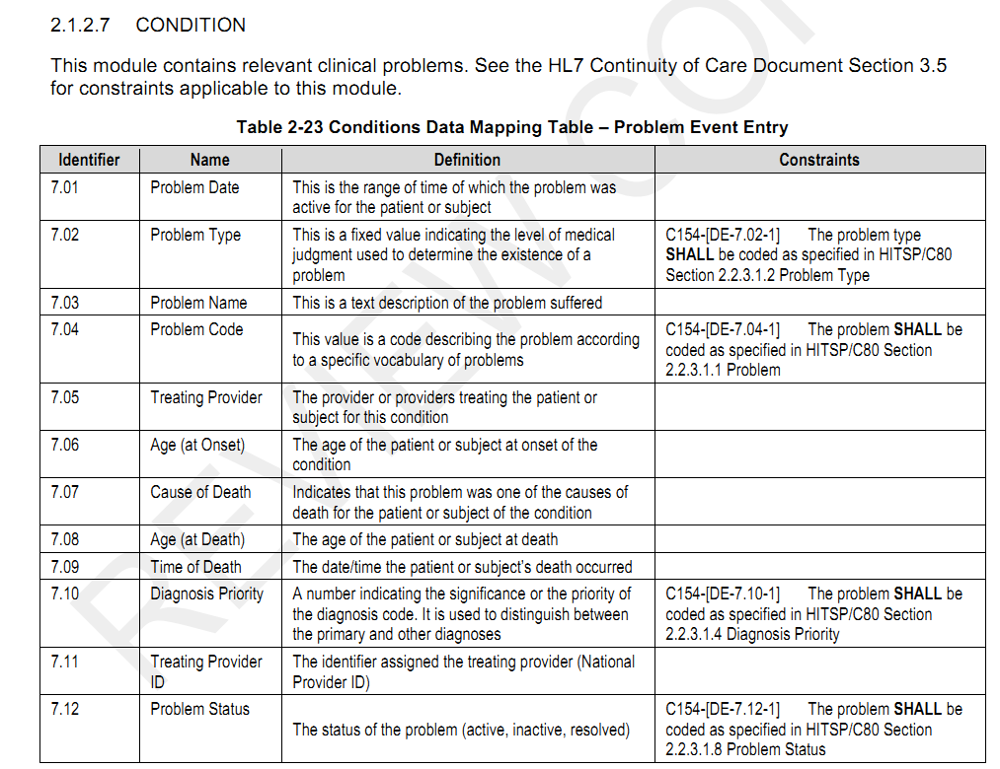 2.1.2.7 CONDITION
This module contains relevant clinical problems. See the HL7 Continuity of Care Document Section 3.5
for constraints applicable to this module.
Table 2-23 Conditions Data Mapping Table – Problem Event Entry
Identifier Name Definition Constraints
7.01 Problem Date This is the range of time of which the problem was
active for the patient or subject
7.02 Problem Type This is a fixed value indicating the level of medical
judgment used to determine the existence of a
problem
C154-[DE-7.02-1] The problem type
SHALL be coded as specified in HITSP/C80
Section 2.2.3.1.2 Problem Type
7.03 Problem Name This is a text description of the problem suffered
7.04 Problem Code
This value is a code describing the problem according
to a specific vocabulary of problems
C154-[DE-7.04-1] The problem SHALL be
coded as specified in HITSP/C80 Section
2.2.3.1.1 Problem
7.05 Treating Provider The provider or providers treating the patient or
subject for this condition
7.06 Age (at Onset) The age of the patient or subject at onset of the
condition
7.07 Cause of Death Indicates that this problem was one of the causes of
death for the patient or subject of the condition
7.08 Age (at Death) The age of the patient or subject at death
7.09 Time of Death The date/time the patient or subject's death occurred
7.10 Diagnosis Priority A number indicating the significance or the priority of
the diagnosis code. It is used to distinguish between
the primary and other diagnoses
C154-[DE-7.10-1] The problem SHALL be
coded as specified in HITSP/C80 Section
2.2.3.1.4 Diagnosis Priority
7.11 Treating Provider
ID
The identifier assigned the treating provider (National
Provider ID)
7.12 Problem Status
The status of the problem (active, inactive, resolved)
C154-[DE-7.12-1] The problem SHALL be
coded as specified in HITSP/C80 Section
2.2.3.1.8 Problem Status
REVIEW